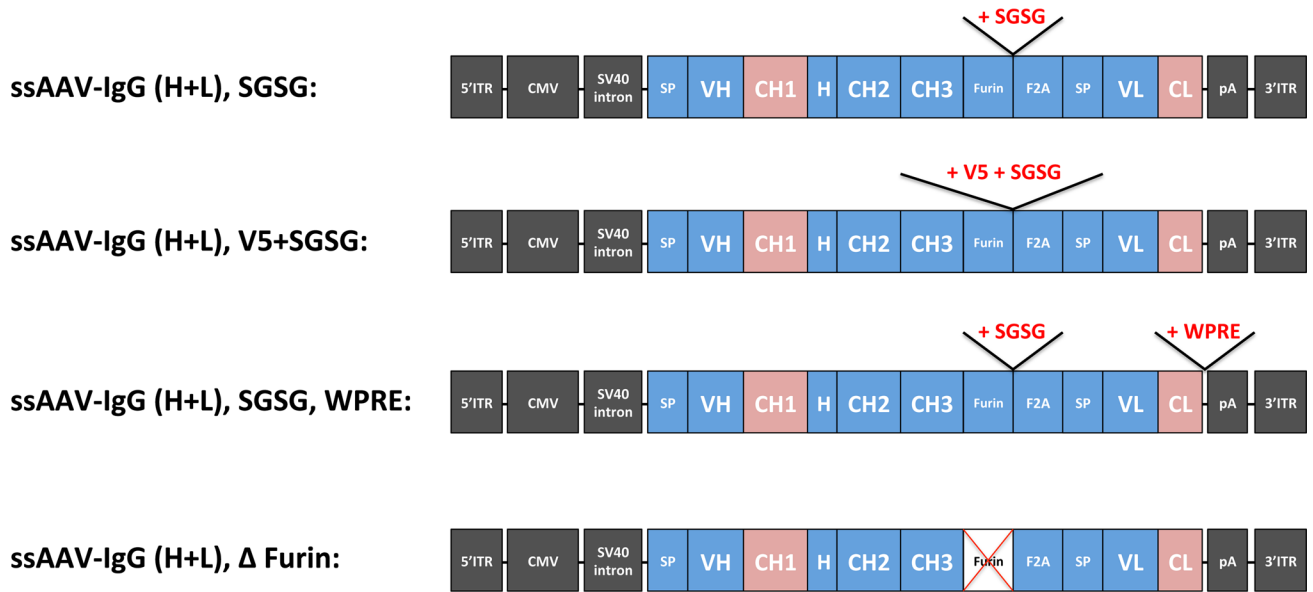 + SGSG
ssAAV-IgG (H+L), SGSG:
5'ITR CMV SV40 intron SP VH CH1 H CH2 CH3 Furin F2A SP VL CL pA 3'ITR
+ V5 + SGSG
ssAAV-IgG (H+L), V5+SGSG:
5'ITR CMV SV40 intron SP VH CH1 H CH2 CH3 Furin F2A SP VL CL pA 3'ITR
+ SGSG + WPRE
ssAAV-IgG (H+L), SGSG, WPRE:
5'ITR CMV SV40 intron SP VH CH1 H CH2 CH3 Furin F2A SP VL CL pA 3'ITR
ssAAV-IgG (H+L), Δ Furin:
5'ITR CMV SV40 intron SP VH CH1 H CH2 CH3 Furin F2A SP VL CL pA 3'ITR